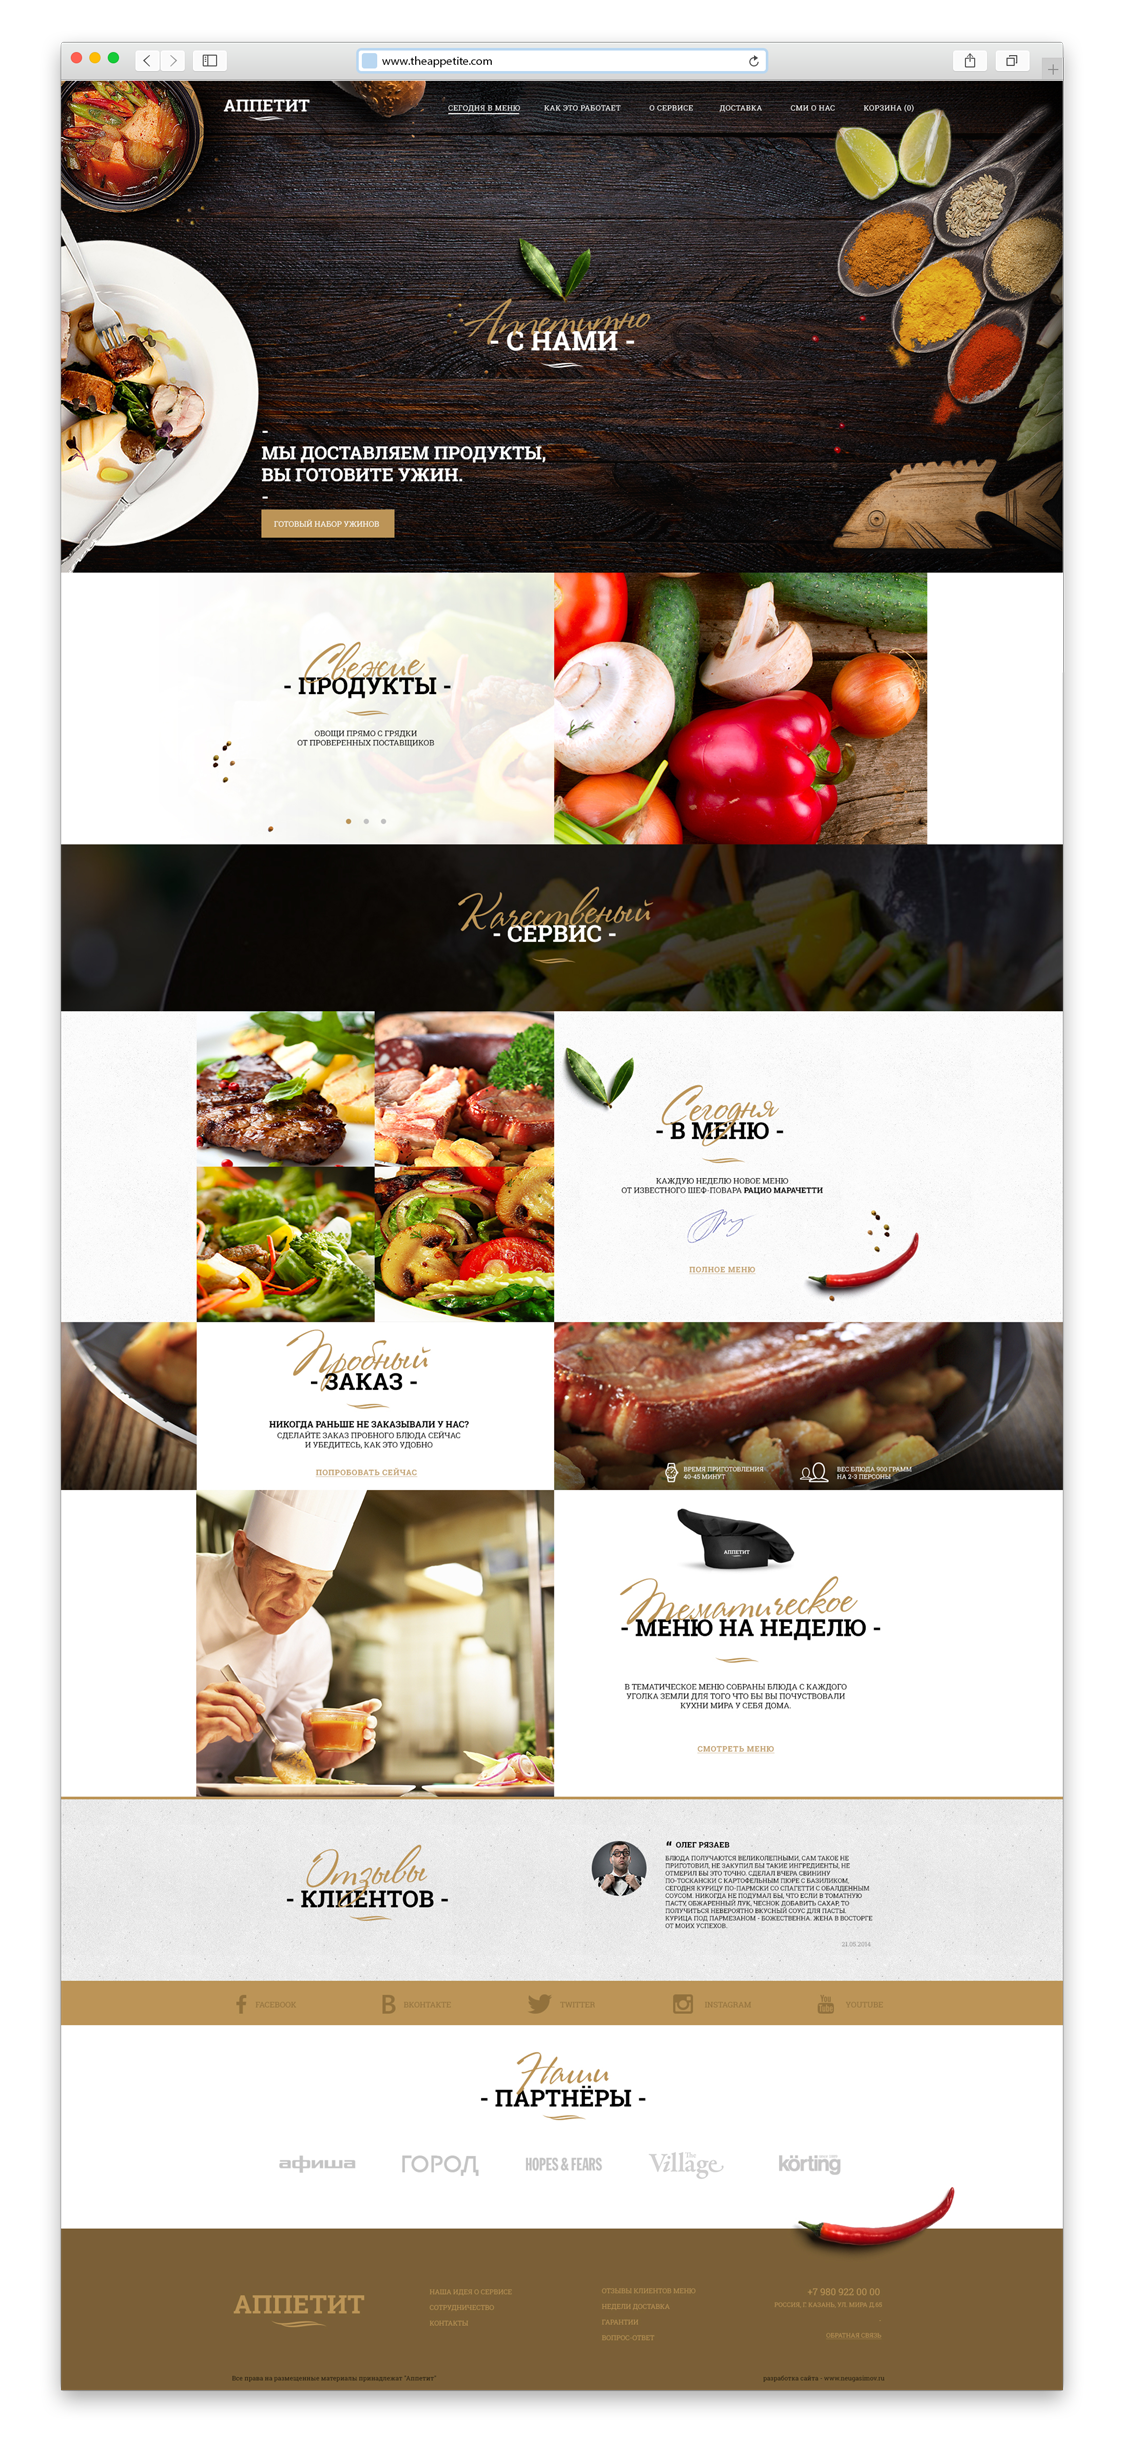 www.theappetite.com
АППЕТИТ
СЕГОДНЯ В МЕНЮ
КАК ЭТО РАБОТАЕТ
О СЕРВИСЕ
ДОСТАВКА
СМИ О НАС
КОРЗИНА (0)
Аппетитно
- С НАМИ -
-
МЫ ДОСТАВЛЯЕМ ПРОДУКТЫ,
ВЫ ГОТОВИТЕ УЖИН.
-
ГОТОВЫЙ НАБОР УЖИНОВ
Свежие
- ПРОДУКТЫ -
ОВОЩИ ПРЯМО С ГРЯДКИ
ОТ ПРОВЕРЕННЫХ ПОСТАВЩИКОВ
Качественый
- СЕРВИС -
Сегодня
- В МЕНЮ -
КАЖДУЮ НЕДЕЛЮ НОВОЕ МЕНЮ
ОТ ИЗВЕСТНОГО ШЕФ-ПОВАРА РАЦИО МАРАЧЕТТИ
ПОЛНОЕ МЕНЮ
Пробный
- ЗАКАЗ -
НИКОГДА РАНЬШЕ НЕ ЗАКАЗЫВАЛИ У НАС?
СДЕЛАЙТЕ ЗАКАЗ ПРОБНОГО БЛЮДА СЕЙЧАС
И УБЕДИТЕСЬ, КАК ЭТО УДОБНО
ПОПРОБОВАТЬ СЕЙЧАС
ВРЕМЯ ПРИГОТОВЛЕНИЯ
40-45 МИНУТ
ВЕС БЛЮДА 900 ГРАММ
НА 2-3 ПЕРСОНЫ
АППЕТИТ
Тематическое
- МЕНЮ НА НЕДЕЛЮ -
В ТЕМАТИЧЕСКОЕ МЕНЮ СОБРАНЫ БЛЮДА С КАЖДОГО
УГОЛКА ЗЕМЛИ ДЛЯ ТОГО ЧТО БЫ ВЫ ПОЧУСТВОВАЛИ
КУХНИ МИРА У СЕБЯ ДОМА.
СМОТРЕТЬ МЕНЮ
Отзывы
- КЛИЕНТОВ -
“ ОЛЕГ РЯЗАЕВ
БЛЮДА ПОЛУЧАЮТСЯ ВЕЛИКОЛЕПНЫМИ, САМ ТАКОЕ НЕ
ПРИГОТОВИЛ, НЕ ЗАКУПИЛ БЫ ТАКИЕ ИНГРЕДИЕНТЫ, НЕ
ОТМЕРИЛ БЫ ЭТО ТОЧНО. СДЕЛАЛ ВЧЕРА СВИНИНУ
ПО-ТОСКАНСКИ С КАРТОФЕЛЬНЫМ ПЮРЕ С БАЗИЛИКОМ,
СЕГОДНЯ КУРИЦУ ПО-ПАРМСКИ СО СПАГЕТТИ С ОБАЛДЕННЫМ
СОУСОМ. НИКОГДА НЕ ПОДУМАЛ БЫ, ЧТО ЕСЛИ В ТОМАТНУЮ
ПАСТУ, ОБЖАРЕННЫЙ ЛУК, ЧЕСНОК ДОБАВИТЬ САХАР, ТО
ПОЛУЧИТЬСЯ НЕВЕРОЯТНО ВКУСНЫЙ СОУС ДЛЯ ПАСТЫ.
КУРИЦА ПОД ПАРМЕЗАНОМ - БОЖЕСТВЕННА. ЖЕНА В ВОСТОРГЕ
ОТ МОИХ УСПЕХОВ.
21.05.2014
FACEBOOK
В ВКОНТАКТЕ
TWITTER
INSTAGRAM
You Tube YOUTUBE
Наши
- ПАРТНЁРЫ -
афиша
ГОРОД
HOPES & FEARS
The Village
körting
АППЕТИТ
НАША ИДЕЯ О СЕРВИСЕ
СОТРУДНИЧЕСТВО
КОНТАКТЫ
ОТЗЫВЫ КЛИЕНТОВ МЕНЮ
НЕДЕЛИ ДОСТАВКА
ГАРАНТИИ
ВОПРОС-ОТВЕТ
+7 980 922 00 00
РОССИЯ, Г. КАЗАНЬ, УЛ. МИРА Д.88
ОБРАТНАЯ СВЯЗЬ
Все права на размещенные материалы принадлежат "Аппетит"
разработка сайта -